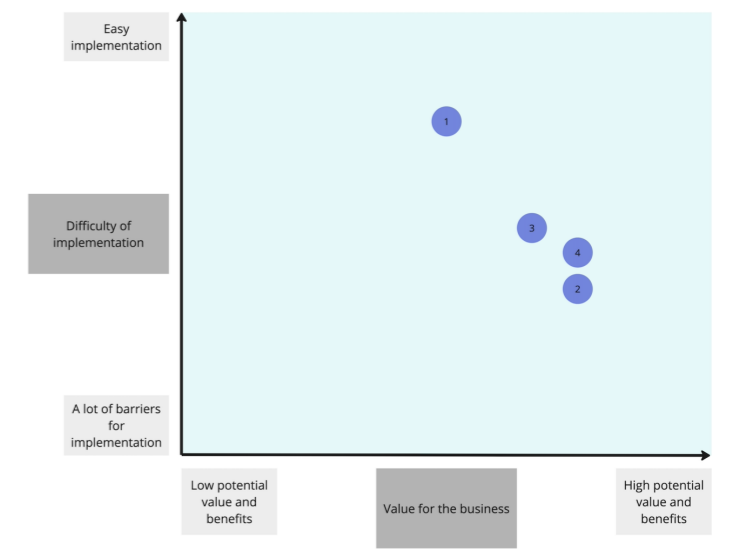 Easy
implementation
1
Difficulty of
implementation
3
4
2
A lot of barriers
for
implementation
Low potential
value and
benefits
Value for the business
High potential
value and
benefits